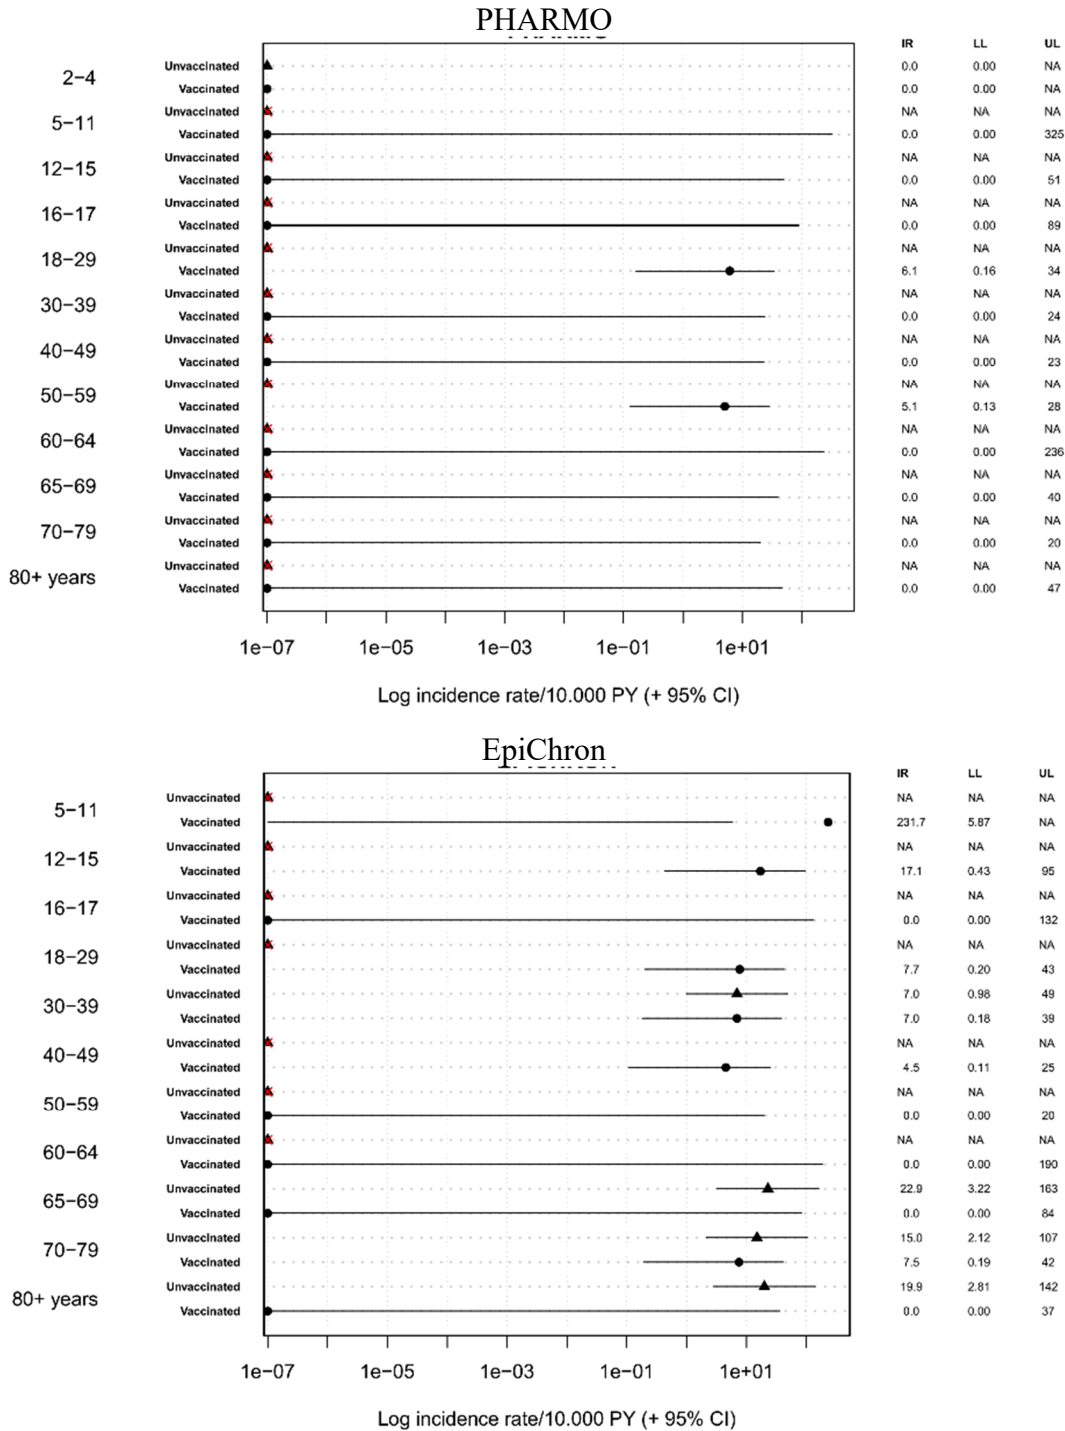 PHARMO
IR LL UL
2−4
Unvaccinated 0.0 0.00 NA
Vaccinated 0.0 0.00 NA
5−11
Unvaccinated NA NA NA
Vaccinated 0.0 0.00 325
12−15
Unvaccinated NA NA NA
Vaccinated 0.0 0.00 51
16−17
Unvaccinated NA NA NA
Vaccinated 0.0 0.00 89
18−29
Unvaccinated NA NA NA
Vaccinated 6.1 0.16 34
30−39
Unvaccinated NA NA NA
Vaccinated 0.0 0.00 24
40−49
Unvaccinated NA NA NA
Vaccinated 0.0 0.00 23
50−59
Unvaccinated NA NA NA
Vaccinated 5.1 0.13 28
60−64
Unvaccinated NA NA NA
Vaccinated 0.0 0.00 236
65−69
Unvaccinated NA NA NA
Vaccinated 0.0 0.00 40
70−79
Unvaccinated NA NA NA
Vaccinated 0.0 0.00 20
80+ years
Unvaccinated NA NA NA
Vaccinated 0.0 0.00 47
1e−07 1e−05 1e−03 1e−01 1e+01
Log incidence rate/10.000 PY (+ 95% CI)
EpiChron
IR LL UL
5−11
Unvaccinated NA NA NA
Vaccinated 231.7 5.87 NA
12−15
Unvaccinated NA NA NA
Vaccinated 17.1 0.43 95
16−17
Unvaccinated NA NA NA
Vaccinated 0.0 0.00 132
18−29
Unvaccinated NA NA NA
Vaccinated 7.7 0.20 43
30−39
Unvaccinated 7.0 0.98 49
Vaccinated 7.0 0.18 39
40−49
Unvaccinated NA NA NA
Vaccinated 4.5 0.11 25
50−59
Unvaccinated NA NA NA
Vaccinated 0.0 0.00 20
60−64
Unvaccinated NA NA NA
Vaccinated 0.0 0.00 190
65−69
Unvaccinated 22.9 3.22 163
Vaccinated 0.0 0.00 84
70−79
Unvaccinated 15.0 2.12 107
Vaccinated 7.5 0.19 42
80+ years
Unvaccinated 19.9 2.81 142
Vaccinated 0.0 0.00 37
1e−07 1e−05 1e−03 1e−01 1e+01
Log incidence rate/10.000 PY (+ 95% CI)